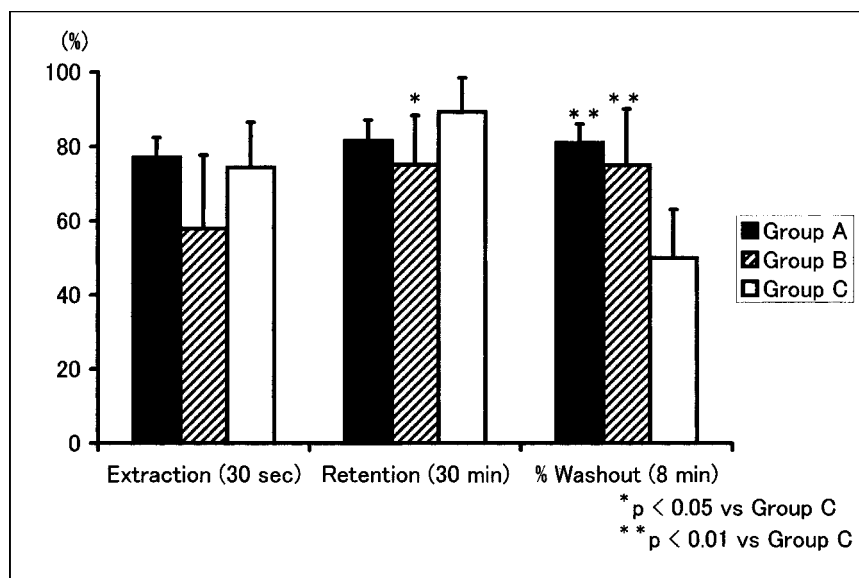 (%)
100
80
60
40
20
0
*
**
**
Extraction (30 sec) Retention (30 min) % Washout (8 min)
Group A
Group B
Group C
*p < 0.05 vs Group C
**p < 0.01 vs Group C